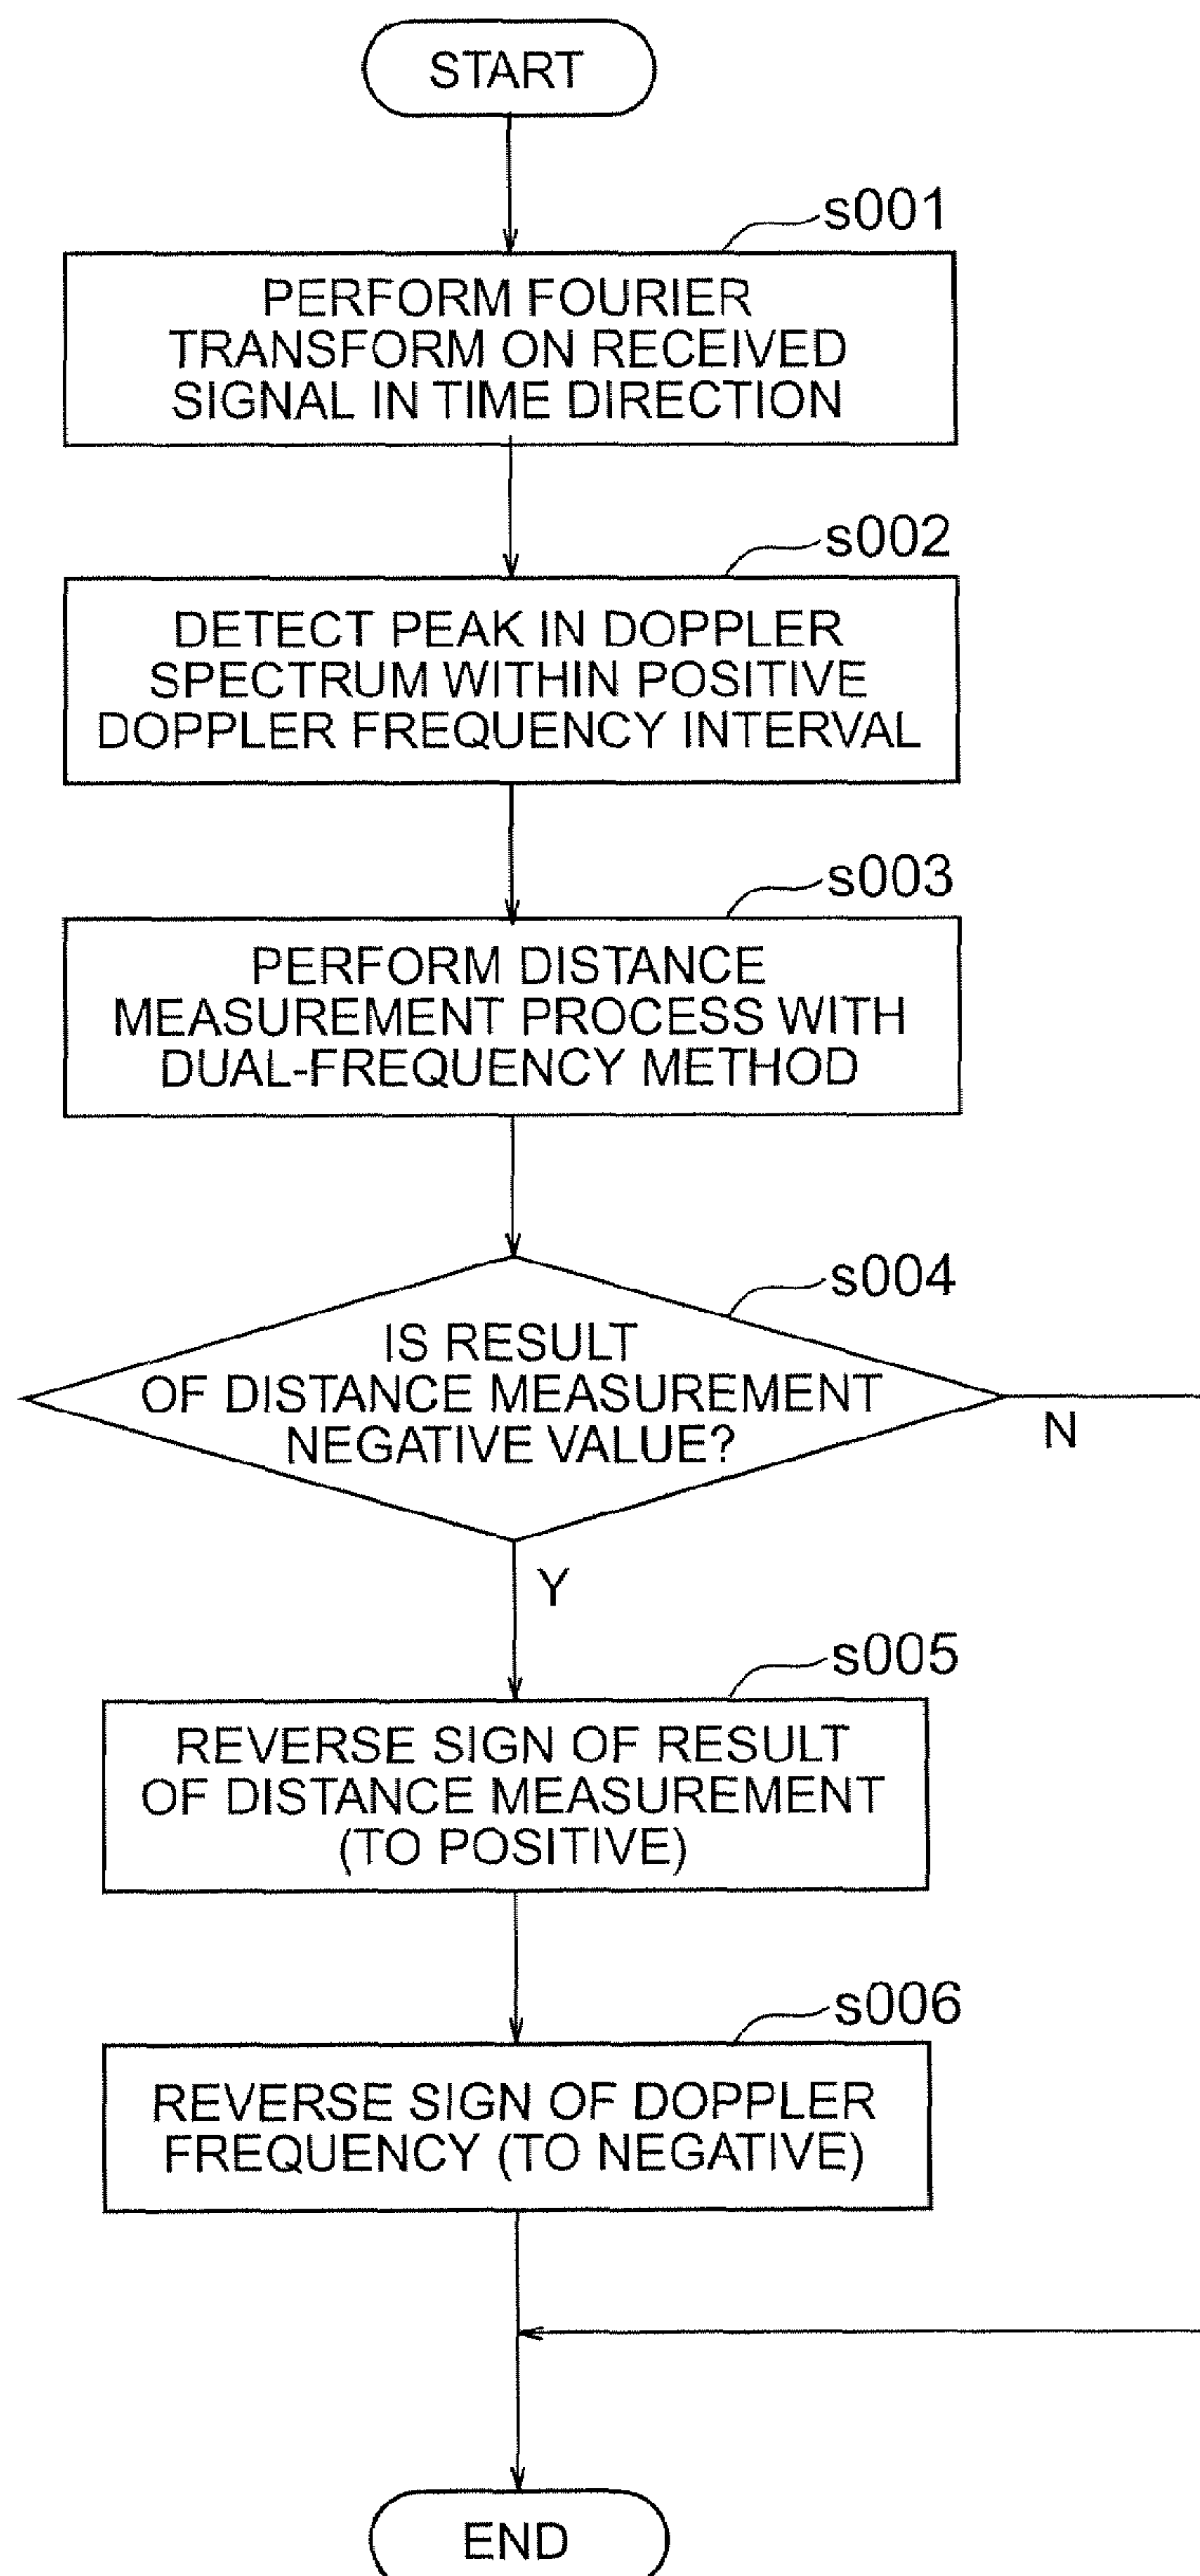 START
s001
PERFORM FOURIER
TRANSFORM ON RECEIVED
SIGNAL IN TIME DIRECTION
s002
DETECT PEAK IN DOPPLER
SPECTRUM WITHIN POSITIVE
DOPPLER FREQUENCY INTERVAL
s003
PERFORM DISTANCE
MEASUREMENT PROCESS WITH
DUAL-FREQUENCY METHOD
s004
IS RESULT
OF DISTANCE MEASUREMENT
NEGATIVE VALUE?
N
Y
s005
REVERSE SIGN OF RESULT
OF DISTANCE MEASUREMENT
(TO POSITIVE)
s006
REVERSE SIGN OF DOPPLER
FREQUENCY (TO NEGATIVE)
END